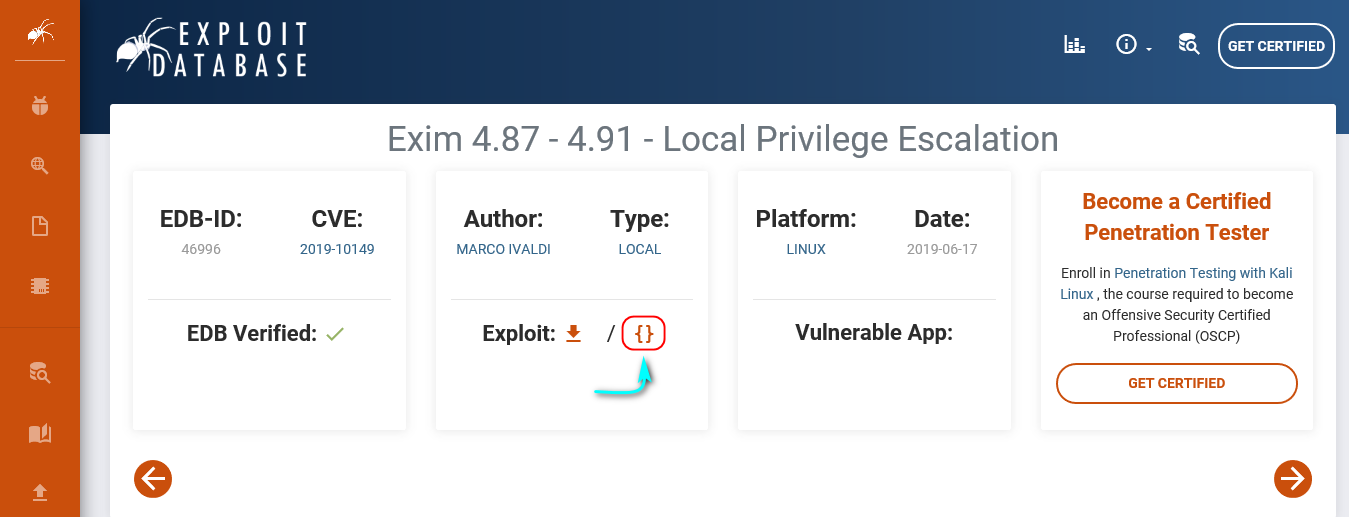 EXPLOIT
DATABASE
GET CERTIFIED
Exim 4.87 - 4.91 - Local Privilege Escalation
EDB-ID:
46996
CVE:
2019-10149
EDB Verified:
Author:
MARCO IVALDI
Type:
LOCAL
Exploit: / {}
Platform:
LINUX
Date:
2019-06-17
Vulnerable App:
Become a Certified
Penetration Tester
Enroll in Penetration Testing with Kali
Linux , the course required to become
an Offensive Security Certified
Professional (OSCP)
GET CERTIFIED